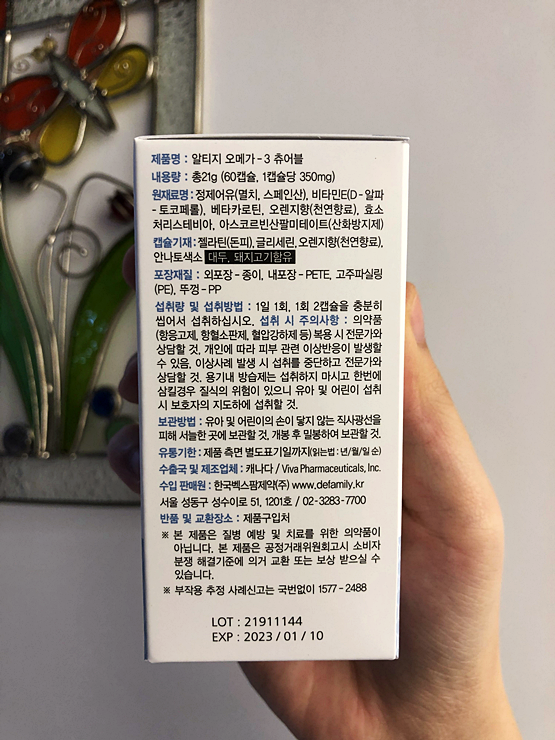 제품명 : 알티지 오메가-3 츄어블
내용량 : 총21g (60캡슐, 1캡슐당 350mg)
원재료명 : 정제어유(멸치, 스페인산), 비타민E(D-알파
-토코페롤), 베타카로틴, 오렌지향(천연향료), 효소
처리스테비아, 아스코르빈산팔미테이트(산화방지제)
캡슐기재 : 젤라틴(돈피), 글리세린, 오렌지향(천연향료),
안나토색소 대두, 돼지고기함유
포장재질 : 외포장-종이, 내포장-PETE, 고주파실링
(PE), 뚜껑-PP
섭취량 및 섭취방법 : 1일 1회, 1회 2캡슐을 충분히
씹어서 섭취하십시오. 섭취 시 주의사항 : 의약품
(항응고제, 항혈소판제, 혈압강하제 등) 복용 시 전문가와
상담할 것. 개인에 따라 피부 관련 이상반응이 발생할
수 있음. 이상사례 발생 시 섭취를 중단하고 전문가와
상담할 것. 용기내 방습제는 섭취하지 마시고 한번에
삼킬경우 질식의 위험이 있으니 유아 및 어린이 섭취
시 보호자의 지도하에 섭취할 것.
보관방법 : 유아 및 어린이의 손이 닿지 않는 직사광선을
피해 서늘한 곳에 보관할 것. 개봉 후 밀봉하여 보관할 것.
유통기한 : 제품 측면 별도표기일까지(읽는법 : 년/월/일 순)
수출국 및 제조업체 : 캐나다 / Viva Pharmaceuticals, Inc.
수입 판매원 : 한국벡스팜제약(주) www.defamily.kr
서울 성동구 성수이로 51, 1201호 / 02-3283-7700
반품 및 교환장소 : 제품구입처
※ 본 제품은 질병 예방 및 치료를 위한 의약품이
아닙니다. 본 제품은 공정거래위원회고시 소비자
분쟁 해결기준에 의거 교환 또는 보상 받으실 수
있습니다.
※ 부작용 추정 사례신고는 국번없이 1577-2488
LOT : 21911144
EXP : 2023 / 01 / 10